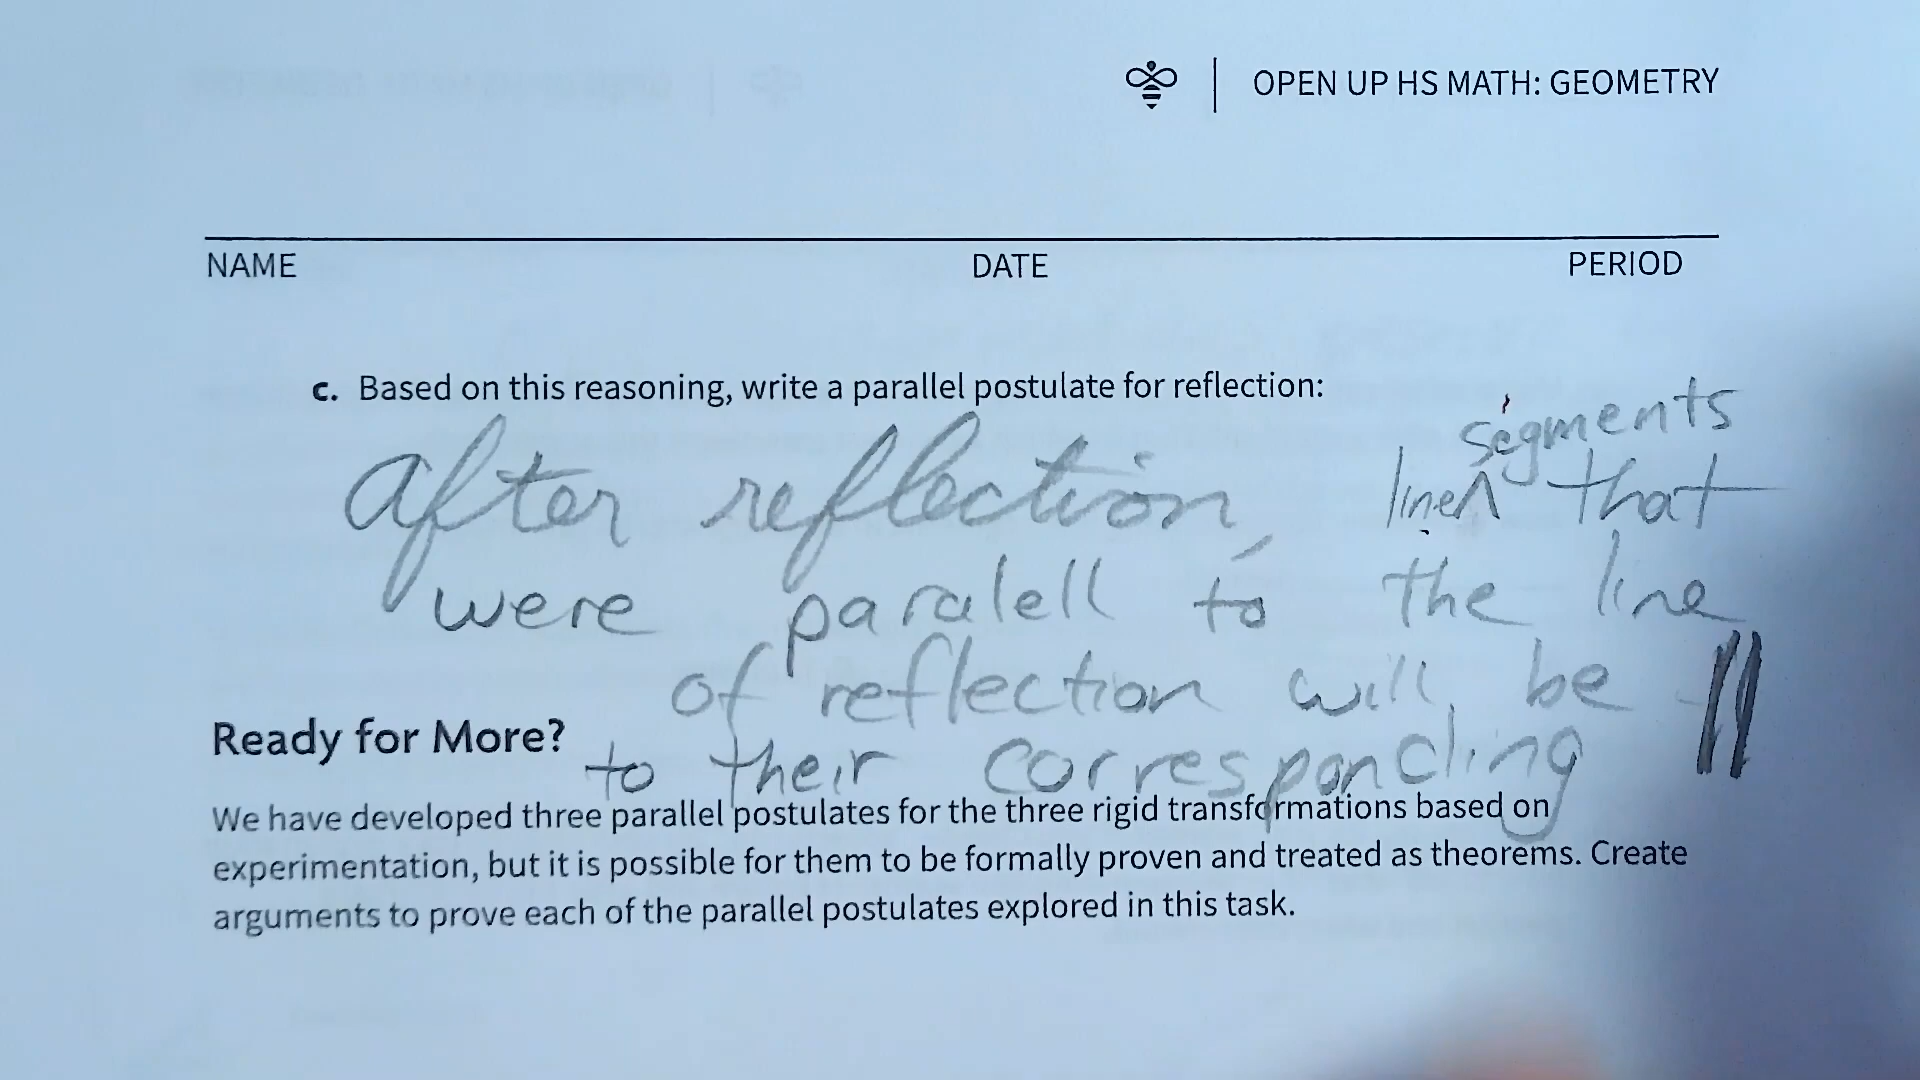 OPEN UP HS MATH: GEOMETRY
NAME DATE PERIOD
c. Based on this reasoning, write a parallel postulate for reflection:
segments
after reflection, line that
were paralell to the line
of reflection will be ||
to their corresponding
Ready for More?
We have developed three parallel postulates for the three rigid transformations based on
experimentation, but it is possible for them to be formally proven and treated as theorems. Create
arguments to prove each of the parallel postulates explored in this task.